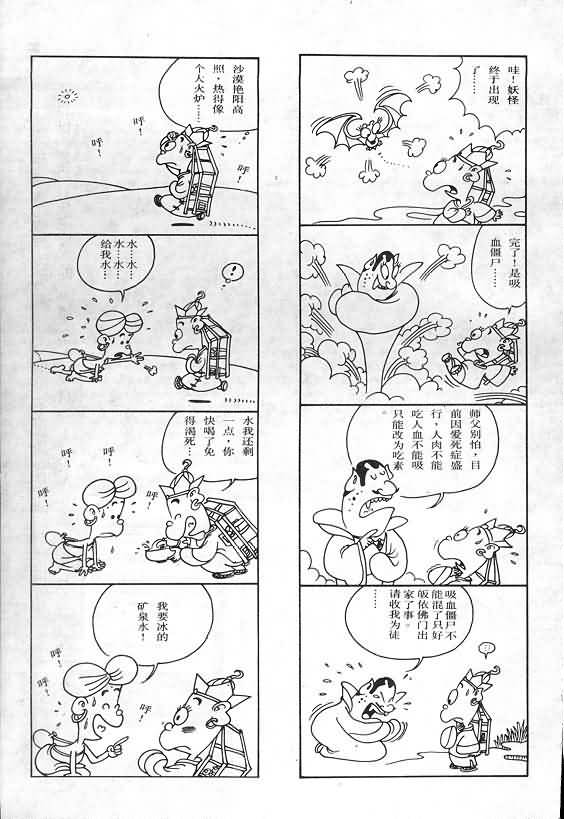 哇!妖怪
终于出现
了……
完了!是吸
血僵尸……
师父别怕,目
前因爱死症盛
行,人肉不能
吃人血不能吸
只能改为吃素
。
吸血僵尸不
能混了只好
皈依佛门出
家了事。
请收我为徒
……
?!
沙漠艳阳高
照,热得像
个大火炉……
呼!
呼!
呼!
水……
水…水…
给我水…
!
水我还剩
一点,你
快喝了免
得渴死…
呼!
呼!
我要冰的
矿泉水!
呼!
呼!
呼!